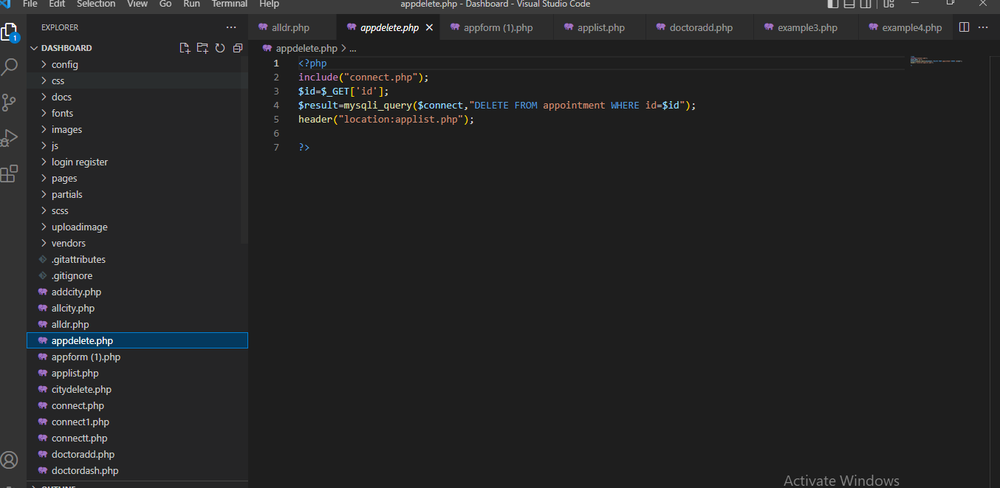 File Edit Selection View Go Run Terminal Help appdelete.php - Dashboard - Visual Studio Code
EXPLORER ...
alldr.php appdelete.php appform (1).php applist.php doctoradd.php example3.php example4.php ...
1
DASHBOARD
appdelete.php > ...
config
css
docs
fonts
images
js
login register
pages
partials
scss
uploadimage
vendors
.gitattributes
.gitignore
addcity.php
allcity.php
alldr.php
appdelete.php
appform (1).php
applist.php
citydelete.php
connect.php
connect1.php
connectt.php
doctoradd.php
doctordash.php
OUTLINE
1 <?php
2 include("connect.php");
3 $id=$_GET['id'];
4 $result=mysqli_query($connect,"DELETE FROM appointment WHERE id=$id");
5 header("location:applist.php");
6
7 ?>
Activate Windows